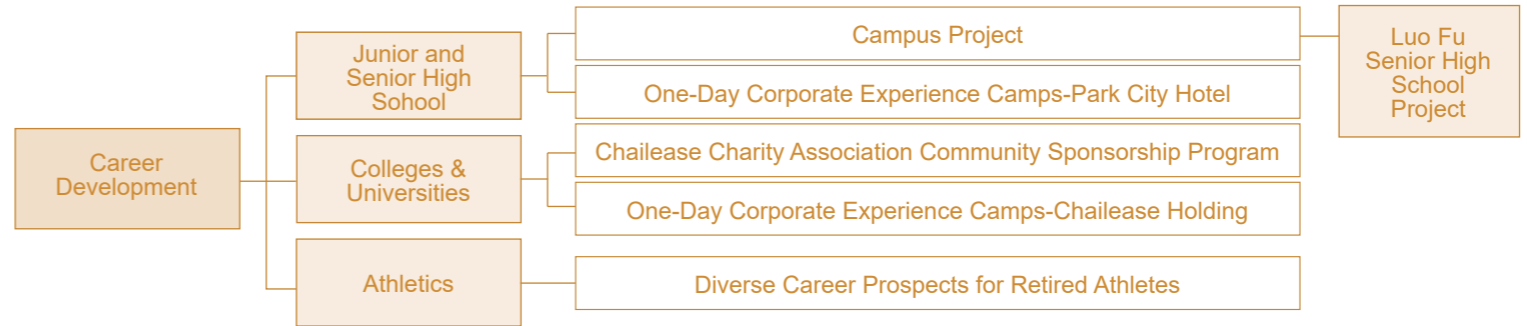 Career
Development
Junior and
Senior High
Sohool
Campus Project
Luo Fu
Senior High
School
Project
One-Day Corporate Experience Camps-Park City Hotel
Colleges &
Universities
Chailease Charity Association Community Sponsorship Program
One-Day Corporate Experience Camps-Chailease Holding
Athletics
Diverse Career Prospects for Retired Athletes